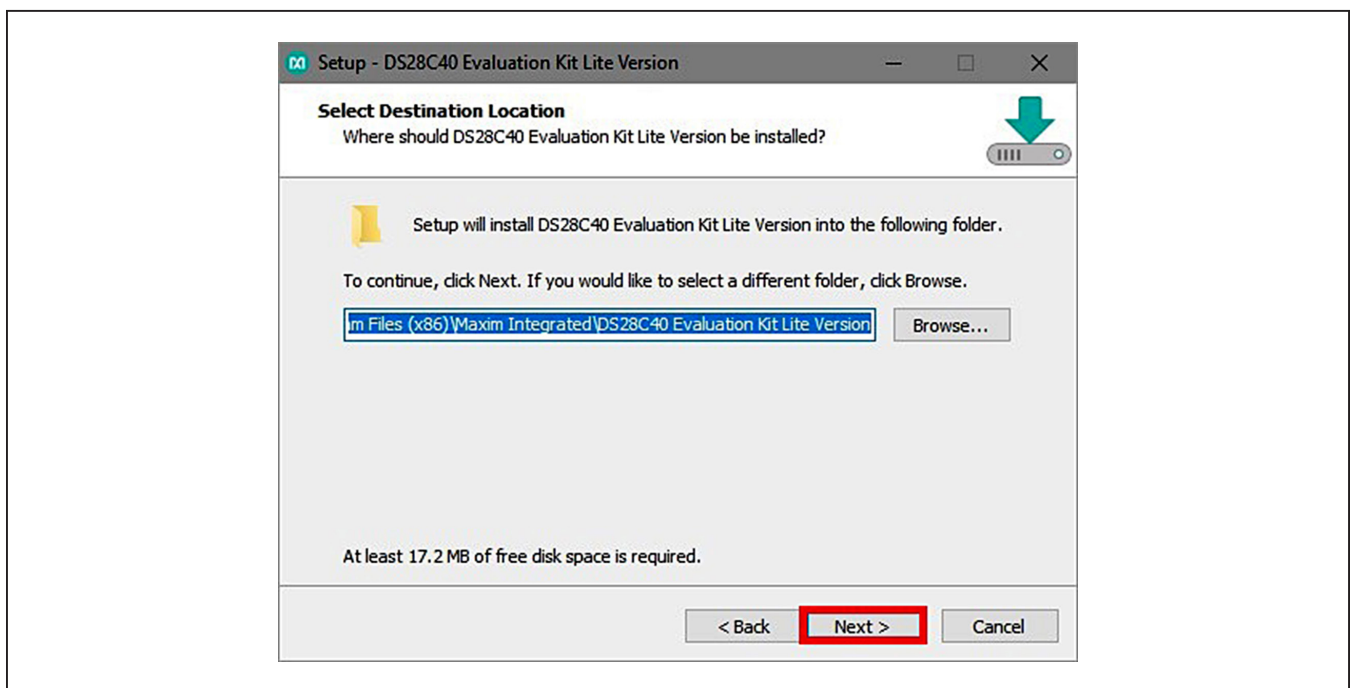 Setup - DS28C40 Evaluation Kit Lite Version
Select Destination Location
Where should DS28C40 Evaluation Kit Lite Version be installed?
Setup will install DS28C40 Evaluation Kit Lite Version into the following folder.
To continue, click Next. If you would like to select a different folder, click Browse.
m Files (x86)\Maxim Integrated\DS28C40 Evaluation Kit Lite Version Browse...
At least 17.2 MB of free disk space is required.
< Back Next > Cancel